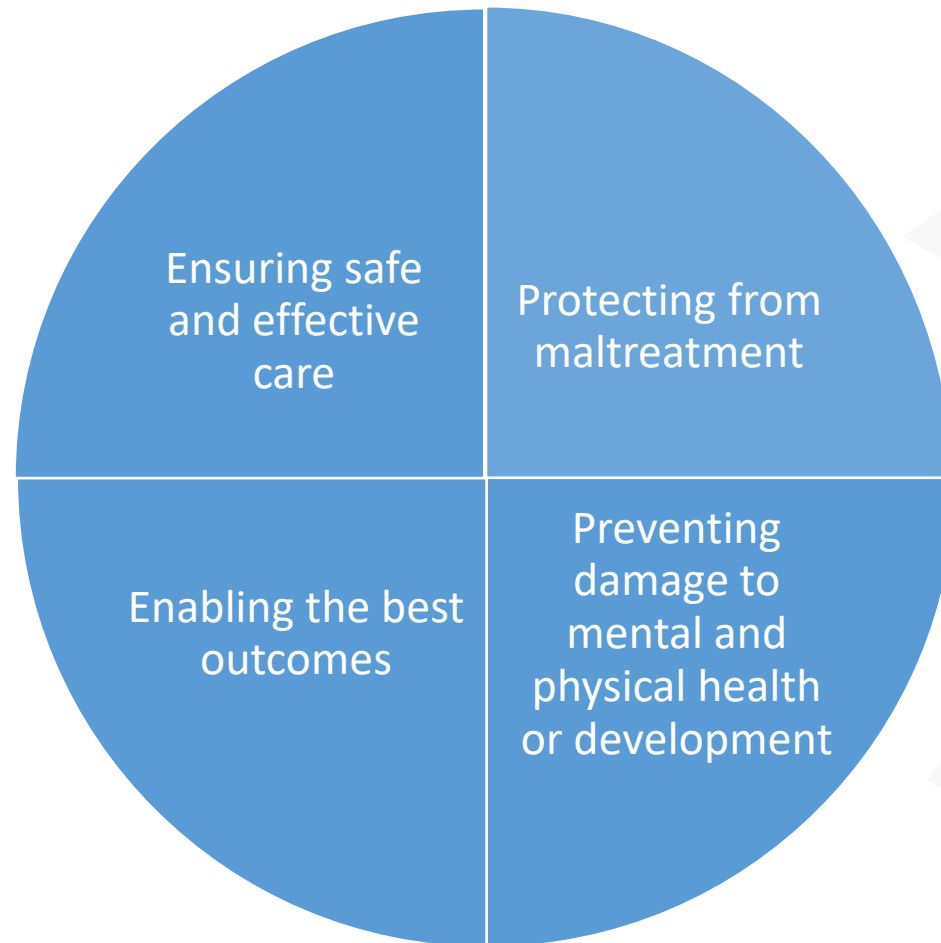 Ensuring safe
and effective
care
Protecting from
maltreatment
Enabling the best
outcomes
Preventing
damage to
mental and
physical health
or development